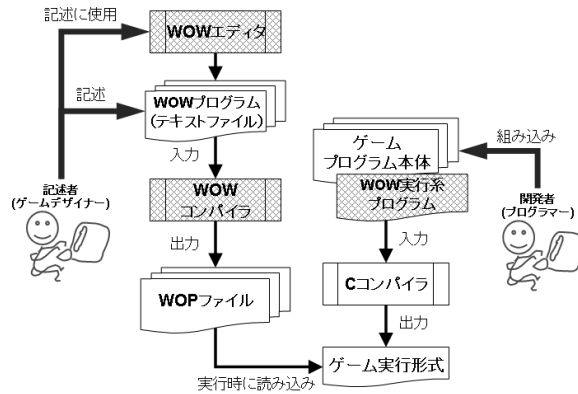 記述に使用
WOWエディタ
記述
WOWプログラム
(テキストファイル)
入力
記述者
(ゲームデザイナー)
WOW
コンパイラ
出力
WOPファイル
実行時に読み込み
ゲーム
プログラム本体
WOW実行系
プログラム
組み込み
開発者
(プログラマー)
入力
Cコンパイラ
出力
ゲーム実行形式